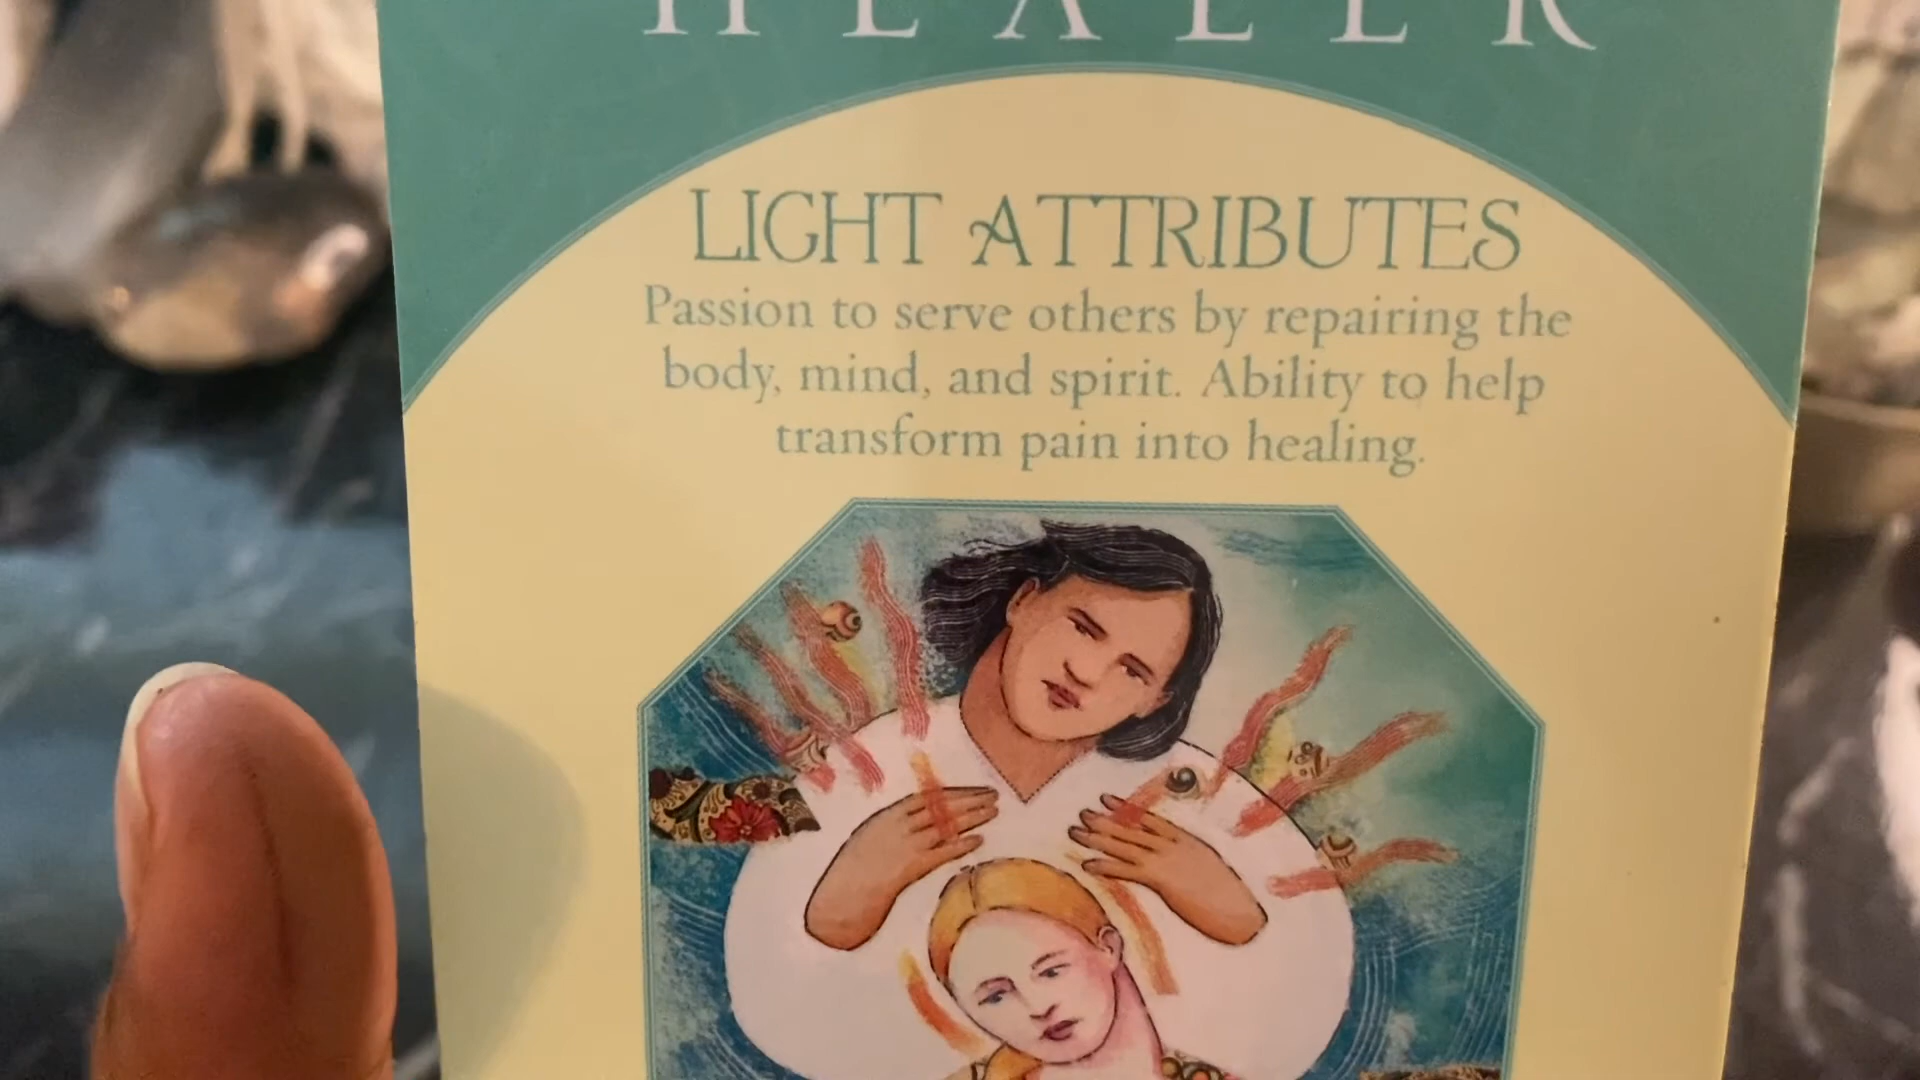 HEALER
LIGHT ATTRIBUTES
Passion to serve others by repairing the
body, mind, and spirit. Ability to help
transform pain into healing.